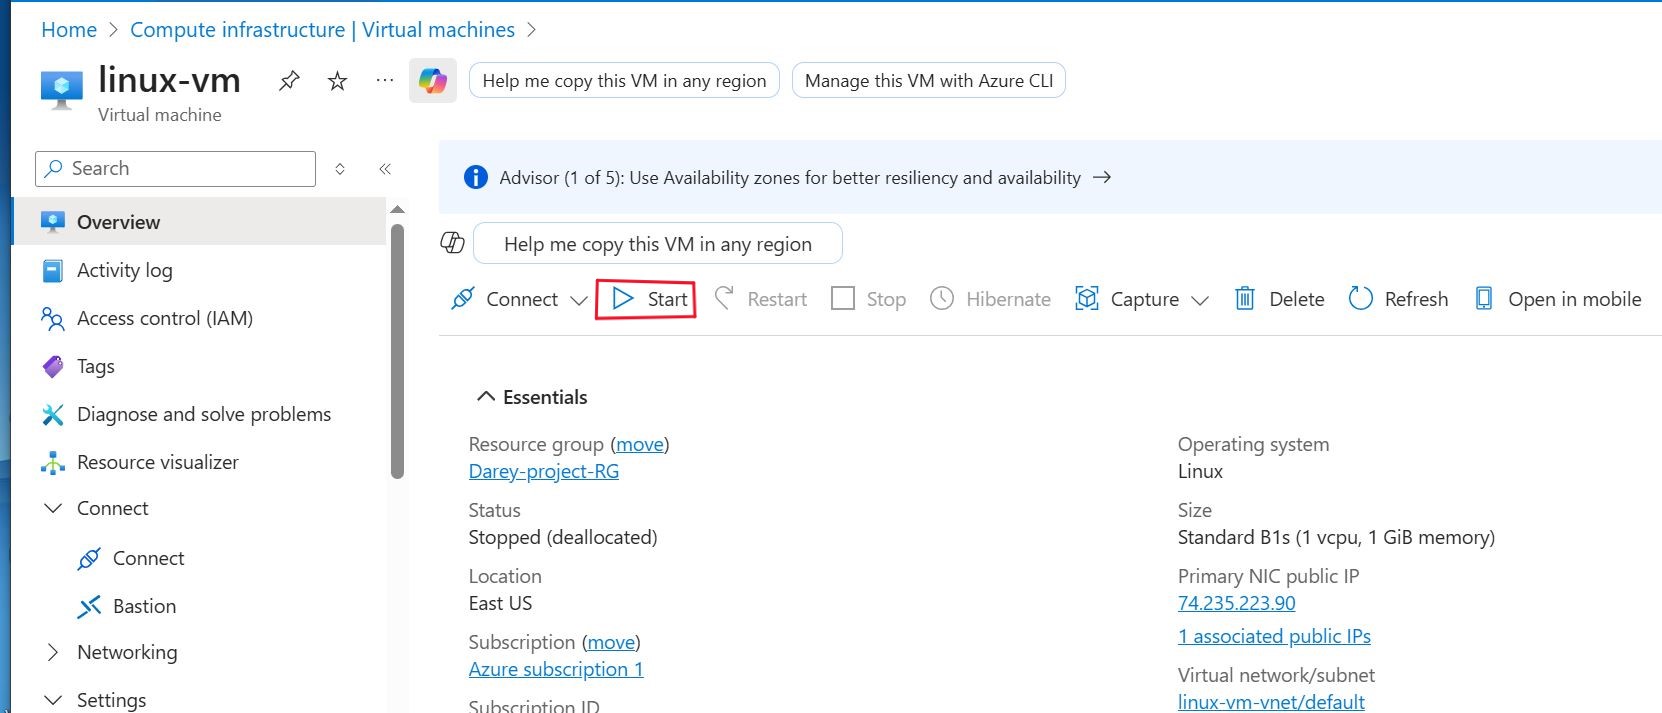 Home > Compute infrastructure | Virtual machines >
linux-vm
Virtual machine
Help me copy this VM in any region
Manage this VM with Azure CLI
Search
Overview
Activity log
Access control (IAM)
Tags
Diagnose and solve problems
Resource visualizer
Connect
Connect
Bastion
Networking
Settings
Advisor (1 of 5): Use Availability zones for better resiliency and availability →
Help me copy this VM in any region
Connect Start Restart Stop Hibernate Capture Delete Refresh Open in mobile
Essentials
Resource group (move)
Darey-project-RG
Status
Stopped (deallocated)
Location
East US
Subscription (move)
Azure subscription 1
Subscription ID
Operating system
Linux
Size
Standard B1s (1 vcpu, 1 GiB memory)
Primary NIC public IP
74.235.223.90
1 associated public IPs
Virtual network/subnet
linux-vm-vnet/default